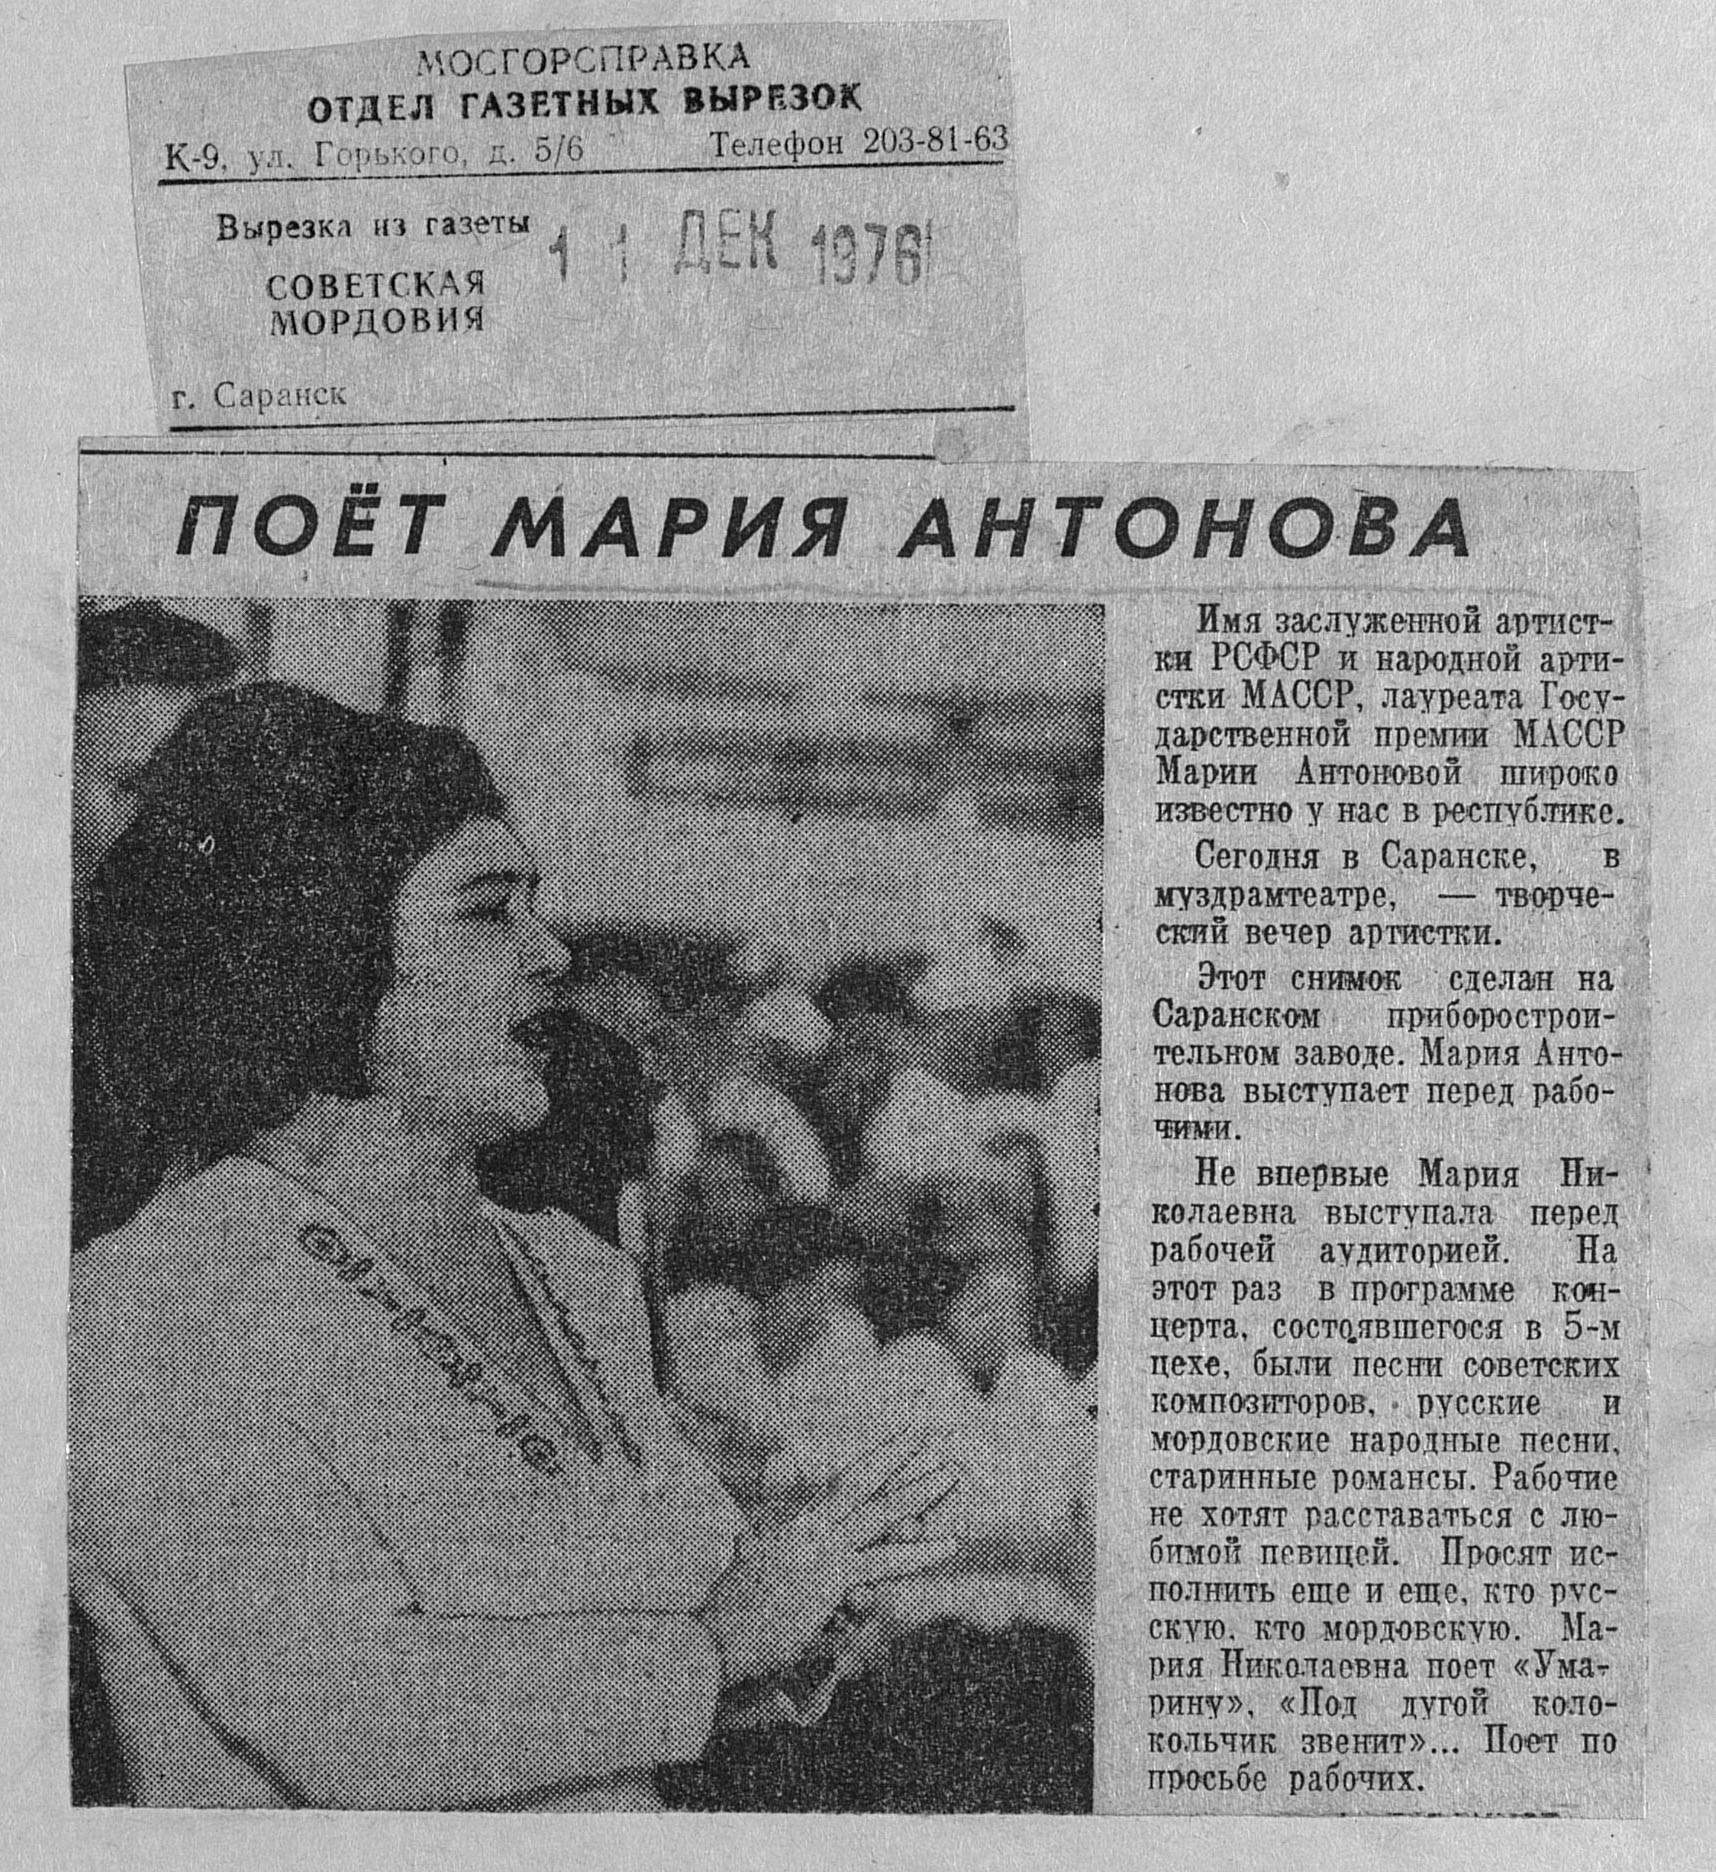 МОСГОРСПРАВКА
ОТДЕЛ ГАЗЕТНЫХ ВЫРЕЗОК
К-9, ул. Горького, д. 5/6 Телефон 203-81-63
Вырезка из газеты
11 ДЕК 1976
СОВЕТСКАЯ
МОРДОВИЯ
г. Саранск
ПОЁТ МАРИЯ АНТОНОВА
Имя заслуженной артист-
ки РСФСР и народной арти-
стки МАССР, лауреата Госу-
дарственной премии МАССР
Марии Антоновой широко
известно у нас в республике.
Сегодня в Саранске, в
муздрамтеатре, — творче-
ский вечер артистки.
Этот снимок сделан на
Саранском приборострои-
тельном заводе. Мария Анто-
нова выступает перед рабо-
чими.
Не впервые Мария Ни-
колаевна выступала перед
рабочей аудиторией. На
этот раз в программе кон-
церта, состоявшегося в 5-м
цехе, были песни советских
композиторов, русские и
мордовские народные песни,
старинные романсы. Рабочие
не хотят расставаться с лю-
бимой певицей. Просят ис-
полнить еще и еще, кто рус-
скую, кто мордовскую. Ма-
рия Николаевна поет «Ума-
рину», «Под дугой коло-
кольчик звенит»... Поет по
просьбе рабочих.